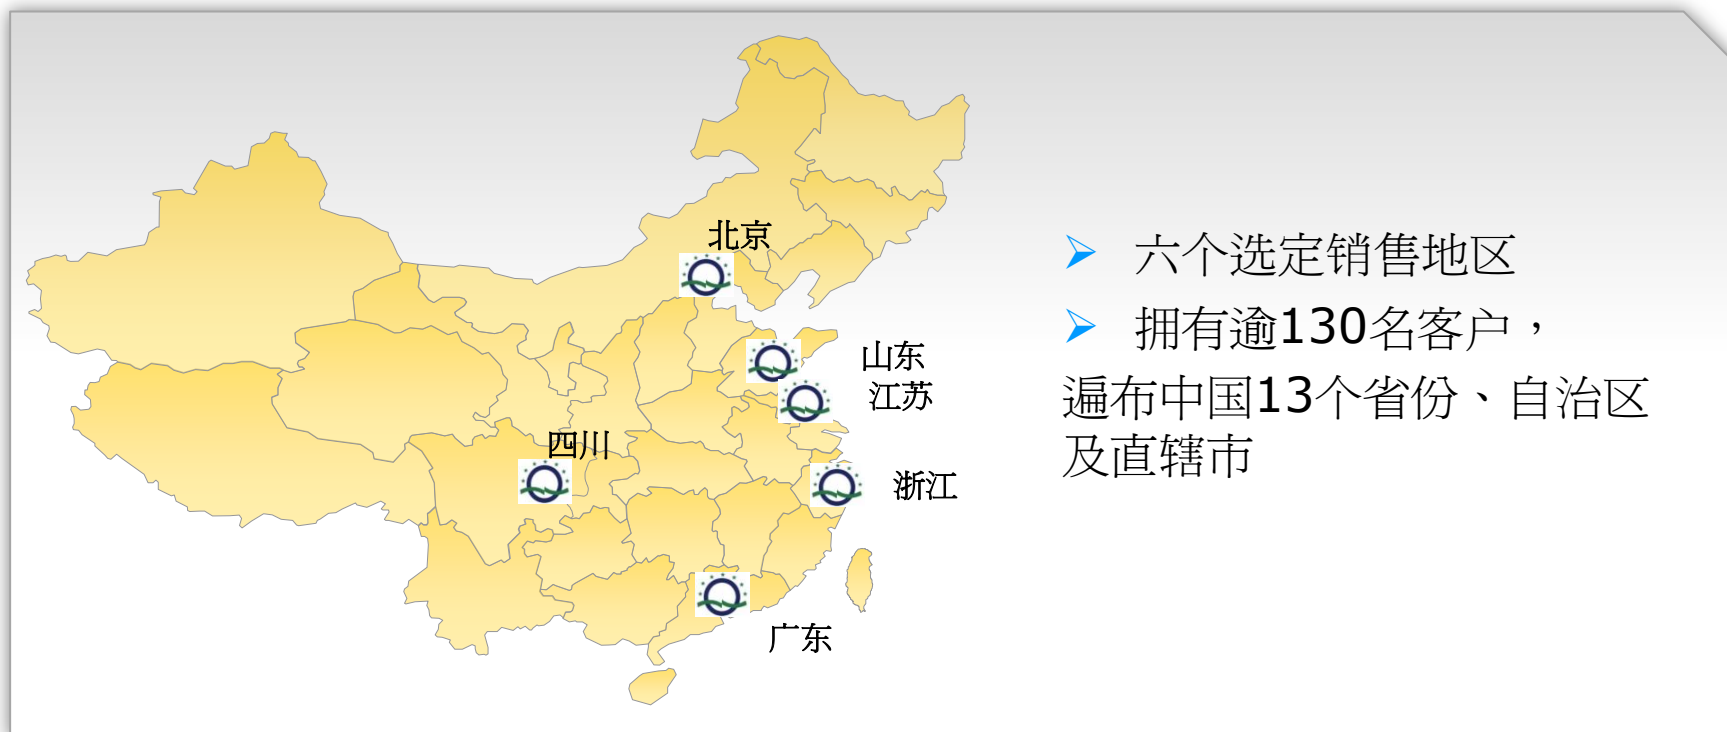 北京
山东
江苏
四川
浙江
广东
六个选定销售地区
拥有逾130名客户，
遍布中国13个省份、自治区
及直辖市